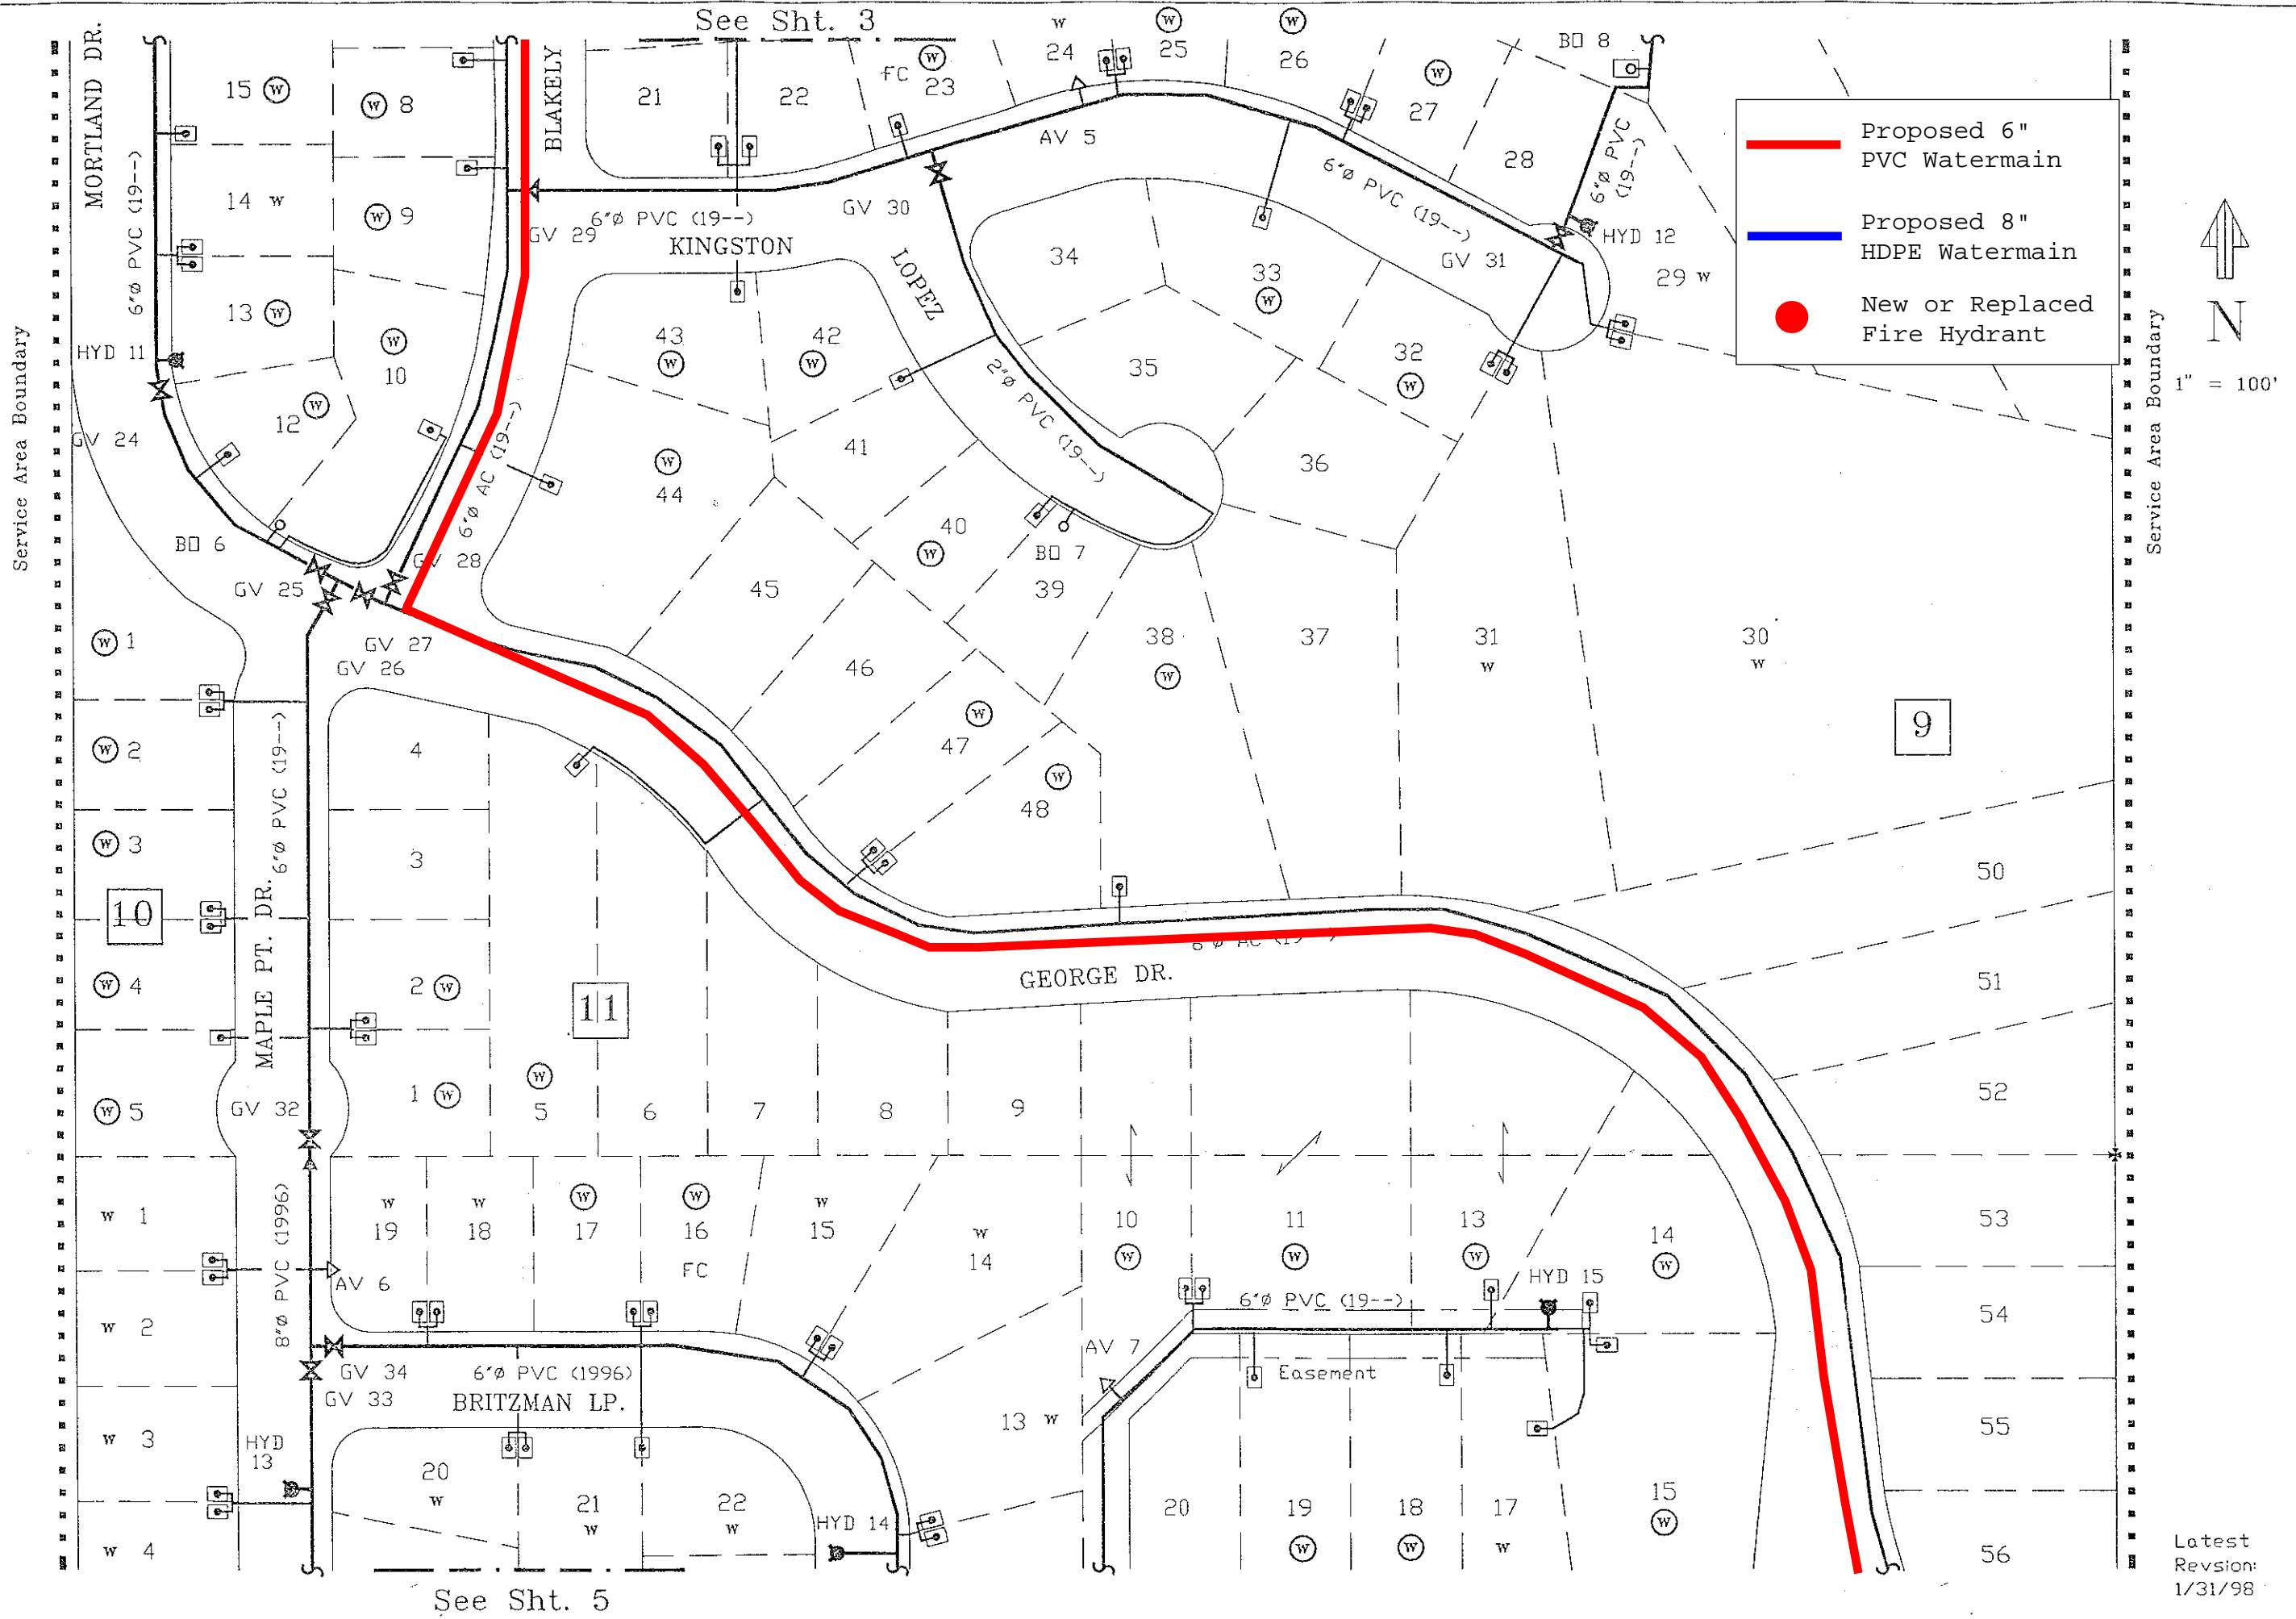 See Sht. 3
MORTLAND DR.
BLAKELY
15 W
W 8
14 w
W 9
13 W
W 10
12 W
6"Ø PVC (19--)
HYD 11
GV 24
BO 6
GV 25
GV 28
GV 27
GV 26
6"Ø AC (19--)
GV 29
6"Ø PVC (19--)
KINGSTON
21
22
FC
W 23
w 24
W 25
26 W
W 27
28
AV 5
GV 30
LOPEZ
2"Ø PVC (19--)
6"Ø PVC (19--)
GV 31
BO 8
6"Ø PVC (19--)
HYD 12
29 w
Proposed 6"
PVC Watermain
Proposed 8"
HDPE Watermain
New or Replaced
Fire Hydrant
N
1" = 100'
Service Area Boundary
Service Area Boundary
34
33 W
32 W
35
36
43 W
42 W
41
W 44
40 W
BO 7
39
45
46
38 W
37
31 w
30 w
W 47
W 48
9
W 1
W 2
W 3
10
W 4
W 5
6"Ø PVC (19--)
MAPLE PT. DR.
GV 32
4
3
2 W
1 W
11
W 5
6
7
8
9
6"Ø AC (19--)
GEORGE DR.
50
51
52
53
54
55
56
w 1
w 2
w 3
w 4
8"Ø PVC (1996)
AV 6
w 19
w 18
W 17
W 16
FC
w 15
w 14
10 W
11 W
13 W
14 W
HYD 15
6"Ø PVC (19--)
AV 7
Easement
GV 34
GV 33
6"Ø PVC (1996)
BRITZMAN LP.
HYD 13
20 w
21 w
22 w
HYD 14
13 w
20
19 W
18 W
17 w
15 W
See Sht. 5
Latest
Revsion:
1/31/98